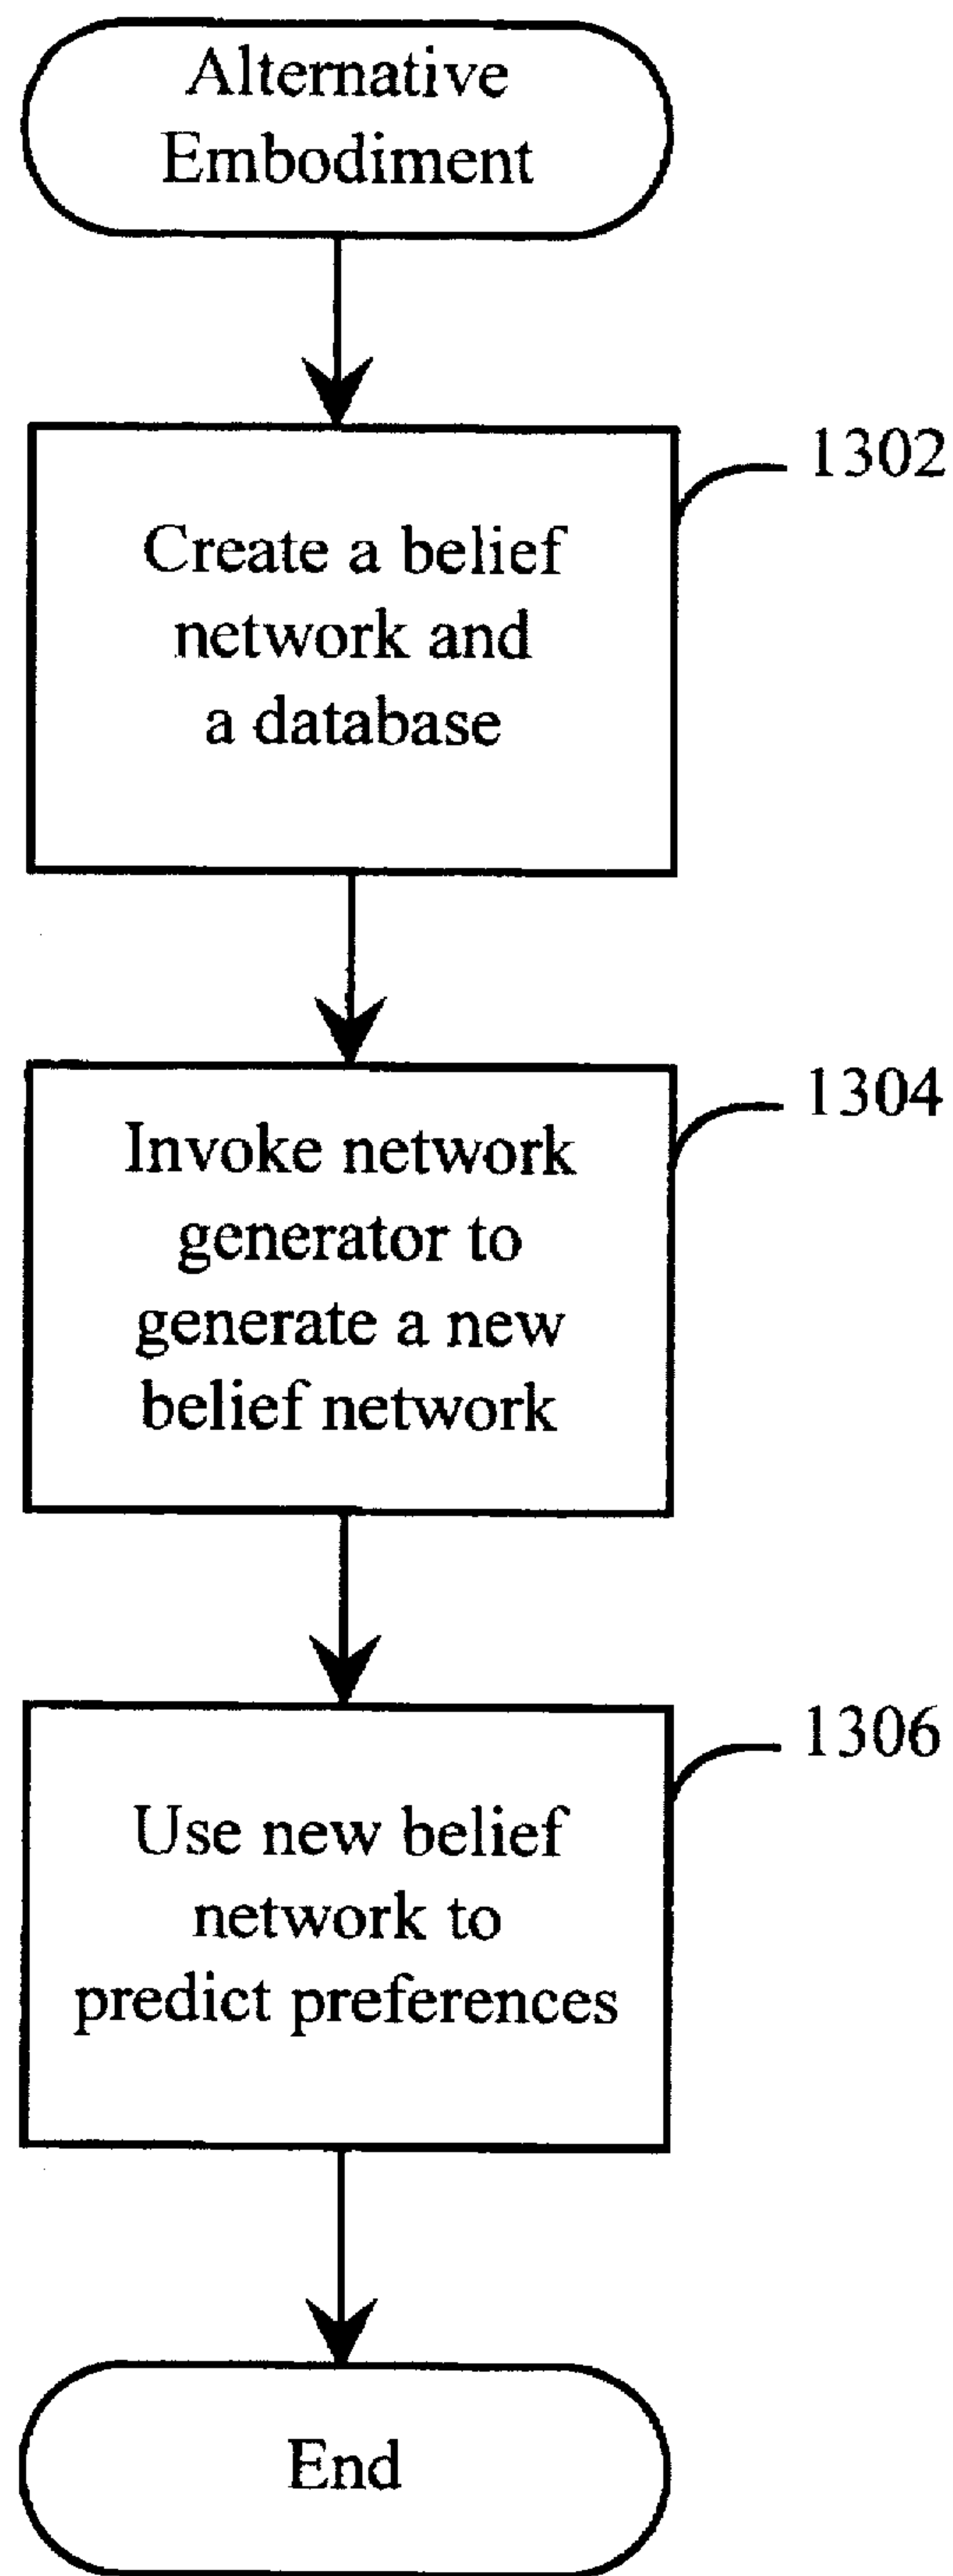 Alternative
Embodiment
1302
Create a belief
network and
a database
1304
Invoke network
generator to
generate a new
belief network
1306
Use new belief
network to
predict preferences
End